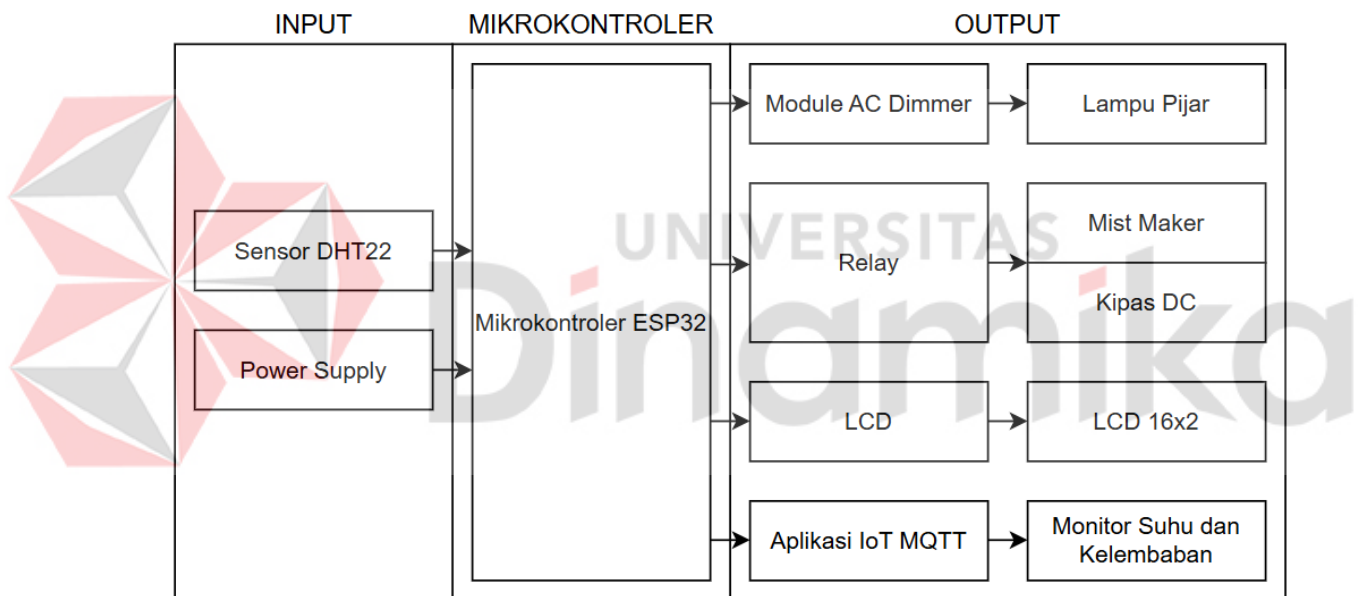 INPUT
MIKROKONTROLER
OUTPUT
Sensor DHT22
Power Supply
Mikrokontroler ESP32
Module AC Dimmer
Lampu Pijar
Relay
Mist Maker
Kipas DC
LCD
LCD 16x2
Aplikasi IoT MQTT
Monitor Suhu dan
Kelembaban
UNIVERSITAS
Dinamika